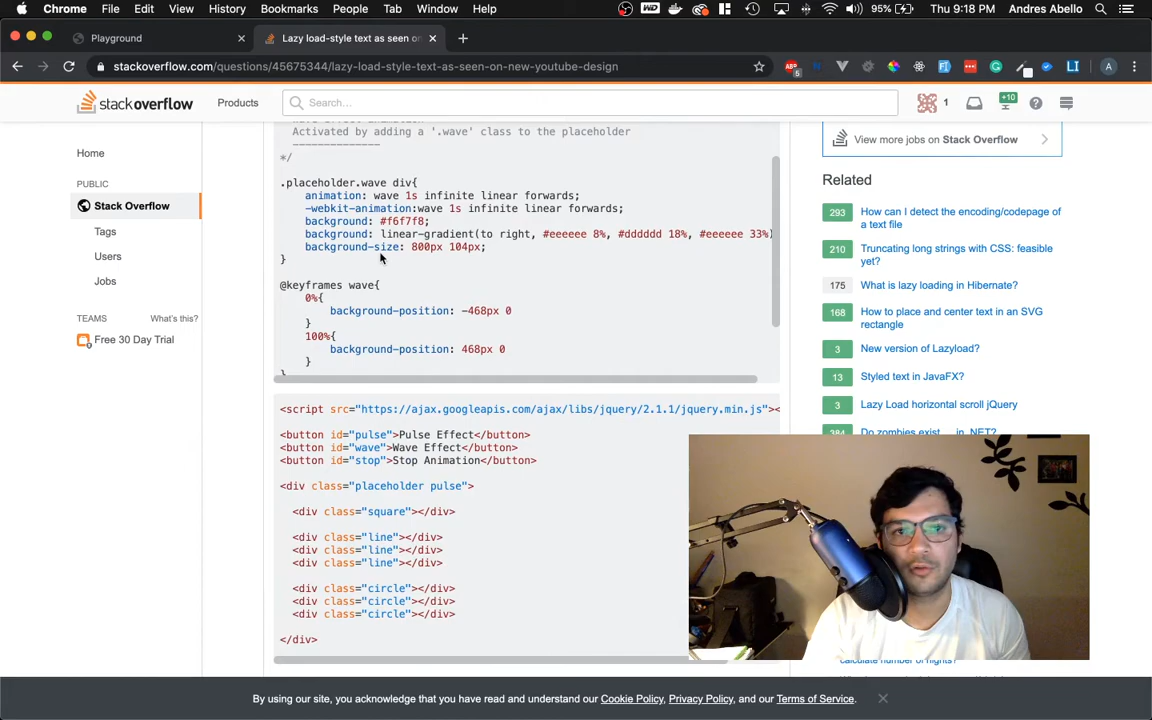 Chrome File Edit View History Bookmarks People Tab Window Help
WD
95% Thu 9:18 PM Andres Abello
Playground
Lazy load-style text as seen on
stackoverflow.com/questions/45675344/lazy-load-style-text-as-seen-on-new-youtube-design
stackoverflow
Products
Search...
+10
1
Home
PUBLIC
Stack Overflow
Tags
Users
Jobs
TEAMS What's this?
Free 30 Day Trial
Activated by adding a '.wave' class to the placeholder
--------------
*/
.placeholder.wave div{
animation: wave 1s infinite linear forwards;
-webkit-animation:wave 1s infinite linear forwards;
background: #f6f7f8;
background: linear-gradient(to right, #eeeeee 8%, #dddddd 18%, #eeeeee 33%)
background-size: 800px 104px;
}
@keyframes wave{
0%{
background-position: -468px 0
}
100%{
background-position: 468px 0
}
}
<script src="https://ajax.googleapis.com/ajax/libs/jquery/2.1.1/jquery.min.js"><
<button id="pulse">Pulse Effect</button>
<button id="wave">Wave Effect</button>
<button id="stop">Stop Animation</button>
<div class="placeholder pulse">
<div class="square"></div>
<div class="line"></div>
<div class="line"></div>
<div class="line"></div>
<div class="circle"></div>
<div class="circle"></div>
<div class="circle"></div>
</div>
View more jobs on Stack Overflow
Related
293 How can I detect the encoding/codepage of
a text file
210 Truncating long strings with CSS: feasible
yet?
175 What is lazy loading in Hibernate?
168 How to place and center text in an SVG
rectangle
3 New version of Lazyload?
13 Styled text in JavaFX?
3 Lazy Load horizontal scroll jQuery
384 Do zombies exist ... in .NET?
calculate number of nights?
By using our site, you acknowledge that you have read and understand our Cookie Policy, Privacy Policy, and our Terms of Service.